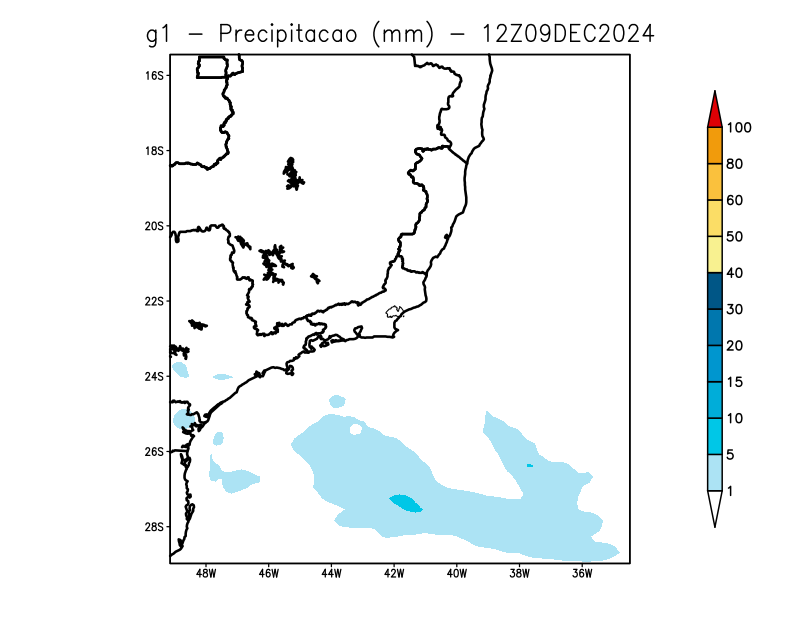 g1 – Precipitacao (mm) – 12Z09DEC2024
16S
18S
20S
22S
24S
26S
28S
48W 46W 44W 42W 40W 38W 36W
100
80
60
50
40
30
20
15
10
5
1